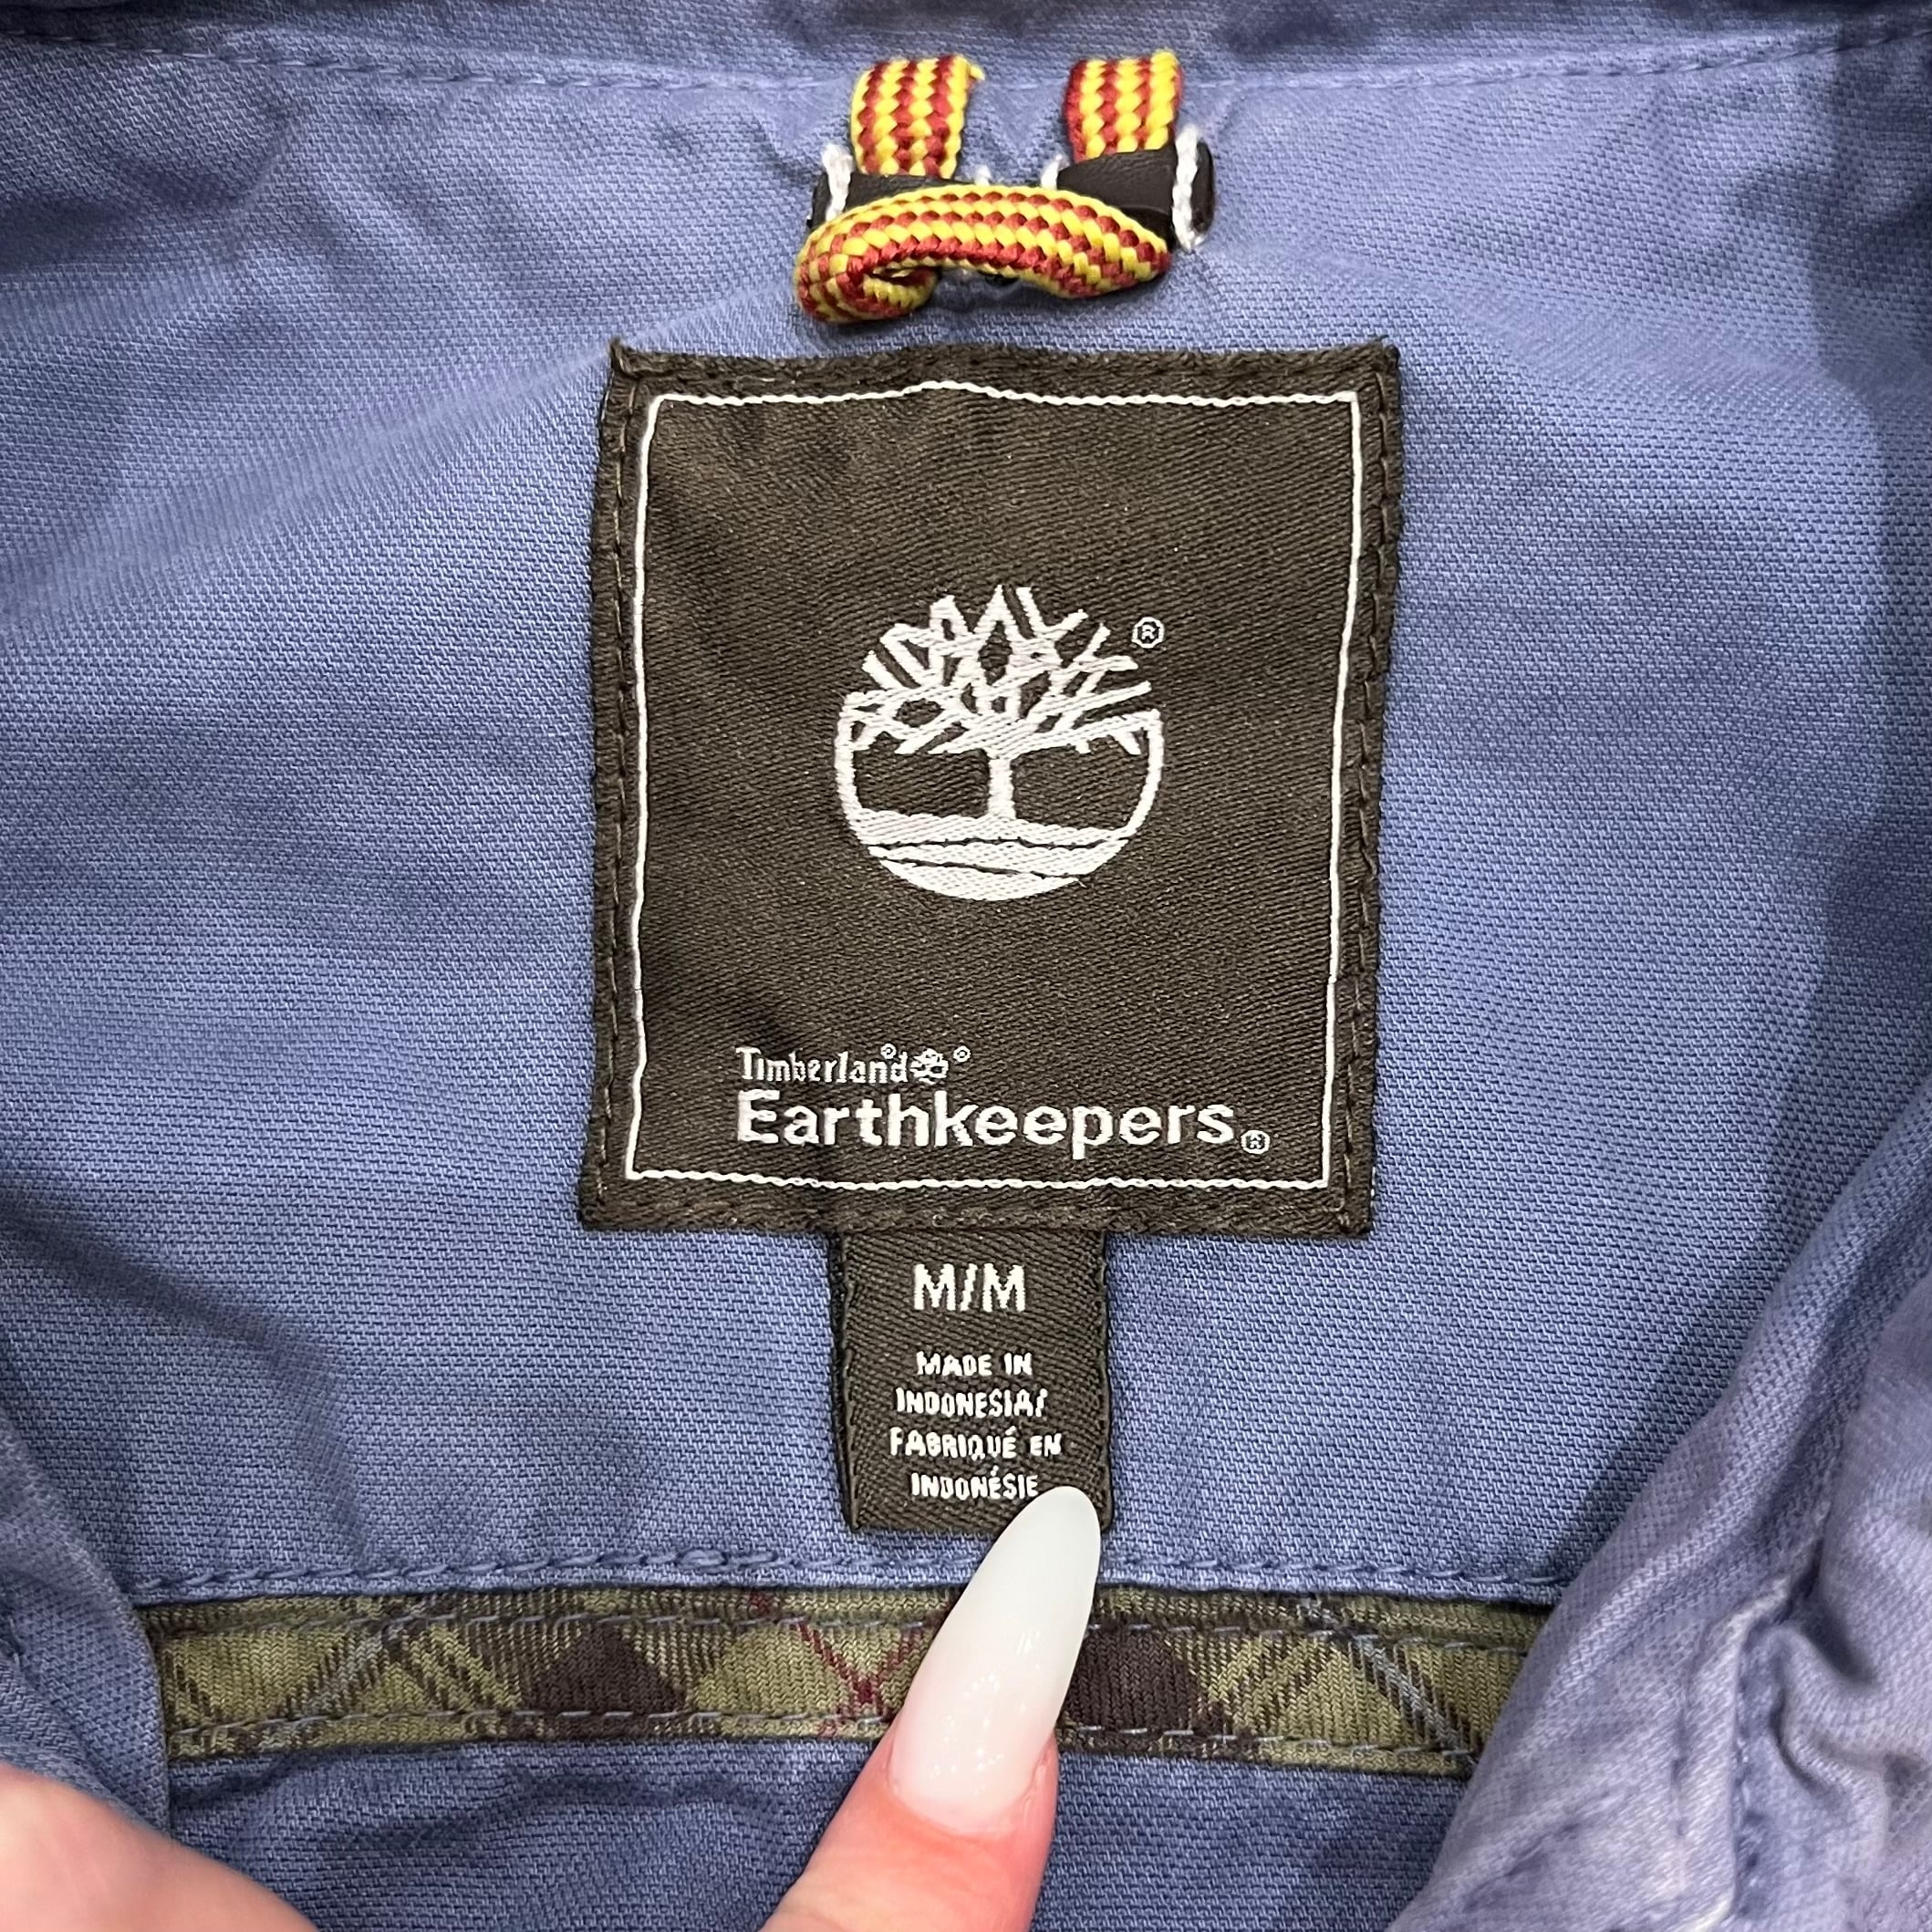 ®
Timberland® ®
Earthkeepers®
M/M
MADE IN
INDONESIA/
FABRIQUÉ EN
INDONÉSIE